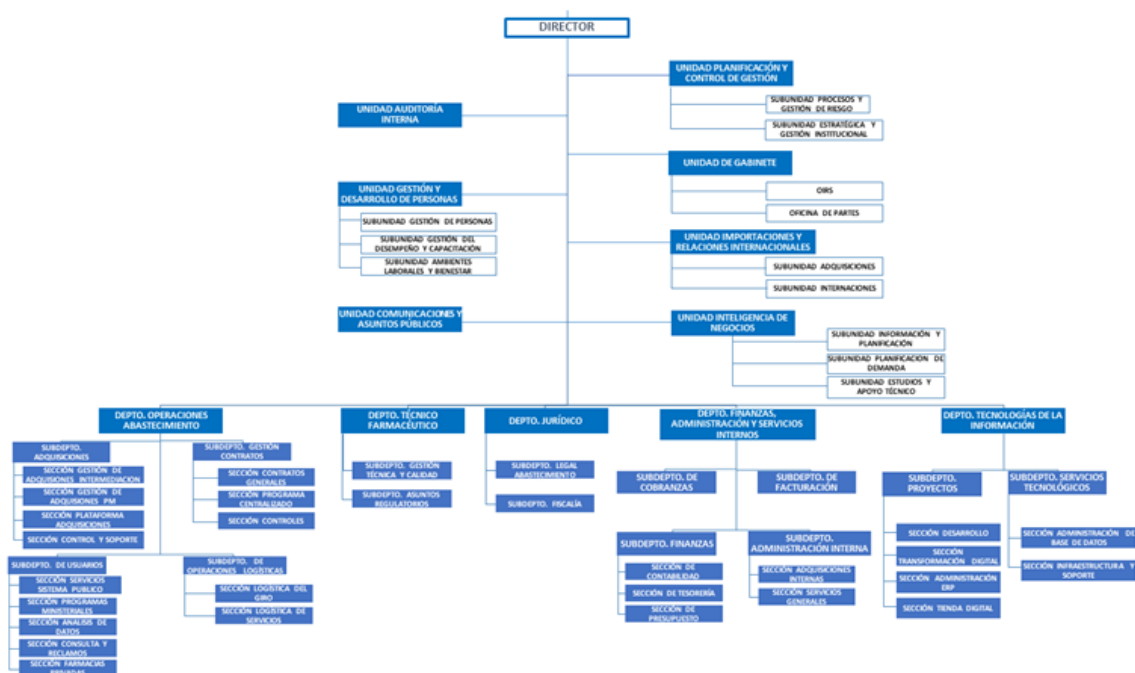 DIRECTOR
UNIDAD PLANIFICACIÓN Y
CONTROL DE GESTIÓN
SUBUNIDAD PROCESOS Y
GESTIÓN DE RIESGO
SUBUNIDAD ESTRATÉGICA Y
GESTIÓN INSTITUCIONAL
UNIDAD AUDITORÍA
INTERNA
UNIDAD DE GABINETE
OIRS
OFICINA DE PARTES
UNIDAD GESTIÓN Y
DESARROLLO DE PERSONAS
SUBUNIDAD GESTIÓN DE PERSONAS
SUBUNIDAD GESTIÓN DEL
DESEMPEÑO Y CAPACITACIÓN
SUBUNIDAD AMBIENTES
LABORALES Y BIENESTAR
UNIDAD IMPORTACIONES Y
RELACIONES INTERNACIONALES
SUBUNIDAD ADQUISICIONES
SUBUNIDAD INTERNACIONES
UNIDAD COMUNICACIONES Y
ASUNTOS PÚBLICOS
UNIDAD INTELIGENCIA DE
NEGOCIOS
SUBUNIDAD INFORMACIÓN Y
PLANIFICACIÓN
SUBUNIDAD PLANIFICACION DE
DEMANDA
SUBUNIDAD ESTUDIOS Y
APOYO TÉCNICO
DEPTO. OPERACIONES
ABASTECIMIENTO
SUBDEPTO.
ADQUISICIONES
SECCIÓN GESTIÓN DE
ADQUISIONES INTERMEDIACION
SECCIÓN GESTIÓN DE
ADQUISIONES PM
SECCIÓN PLATAFORMA
ADQUISICIONES
SECCIÓN CONTROL Y SOPORTE
SUBDEPTO. GESTIÓN
CONTRATOS
SECCIÓN CONTRATOS
GENERALES
SECCIÓN PROGRAMA
CENTRALIZADO
SECCIÓN CONTROLES
SUBDEPTO. DE USUARIOS
SECCIÓN SERVICIOS
SISTEMA PUBLICO
SECCIÓN PROGRAMAS
MINISTERIALES
SECCIÓN ANALISIS DE
DATOS
SECCIÓN CONSULTA Y
RECLAMOS
SECCIÓN FARMACIAS
PRIVADAS
SUBDEPTO. DE
OPERACIONES LOGÍSTICAS
SECCIÓN LOGÍSTICA DEL
GIRO
SECCIÓN LOGÍSTICA DE
SERVICIOS
DEPTO. TÉCNICO
FARMACÉUTICO
SUBDEPTO. GESTIÓN
TÉCNICA Y CALIDAD
SUBDEPTO. ASUNTOS
REGULATORIOS
DEPTO. JURÍDICO
SUBDEPTO. LEGAL
ABASTECIMIENTO
SUBDEPTO. FISCALÍA
DEPTO. FINANZAS,
ADMINISTRACIÓN Y SERVICIOS
INTERNOS
SUBDEPTO. DE
COBRANZAS
SUBDEPTO. DE
FACTURACIÓN
SUBDEPTO. FINANZAS
SECCIÓN DE
CONTABILIDAD
SECCIÓN DE TESORERÍA
SECCIÓN DE
PRESUPUESTO
SUBDEPTO.
ADMINISTRACIÓN INTERNA
SECCIÓN ADQUISICIONES
INTERNAS
SECCIÓN SERVICIOS
GENERALES
DEPTO. TECNOLOGÍAS DE LA
INFORMACIÓN
SUBDEPTO.
PROYECTOS
SECCIÓN DESARROLLO
SECCIÓN
TRANSFORMACIÓN DIGITAL
SECCIÓN ADMINISTRACIÓN
ERP
SECCIÓN TIENDA DIGITAL
SUBDEPTO. SERVICIOS
TECNOLÓGICOS
SECCIÓN ADMINISTRACIÓN DE
BASE DE DATOS
SECCIÓN INFRAESTRUCTURA Y
SOPORTE